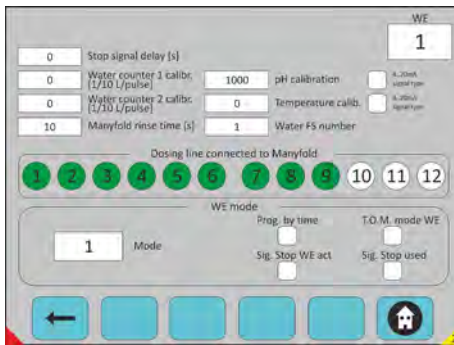 WE
1
0 Stop signal delay [s]
0 Water counter 1 calibr. [1/10 L/pulse] 1000 pH calibration
0 Water counter 2 calibr. [1/10 L/pulse] 0 Temperature calib.
10 Manyfold rinse time [s] 1 Water FS number
Dosing line connected to Manyfold
1 2 3 4 5 6 7 8 9 10 11 12
WE mode
Prog. by time T.O.M. mode WE
1 Mode
Sig. Stop WE act Sig. Stop used